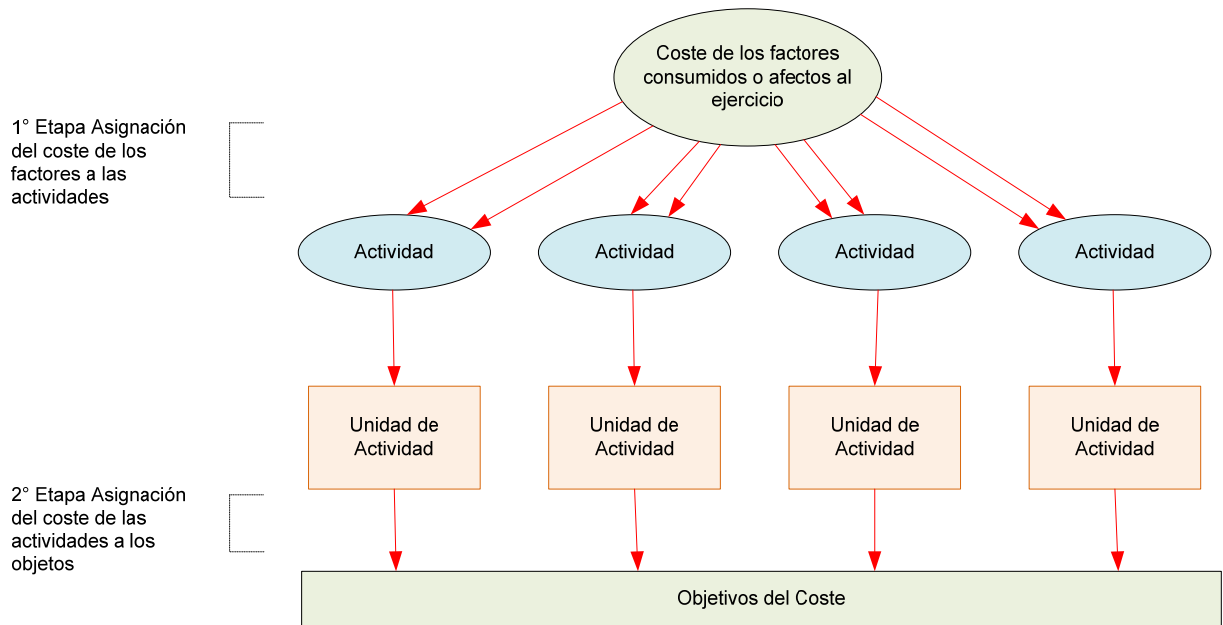 Coste de los factores
consumidos o afectos al
ejercicio
1° Etapa Asignación
del coste de los
factores a las
actividades
Actividad
Actividad
Actividad
Actividad
Unidad de
Actividad
Unidad de
Actividad
Unidad de
Actividad
Unidad de
Actividad
2° Etapa Asignación
del coste de las
actividades a los
objetos
Objetivos del Coste